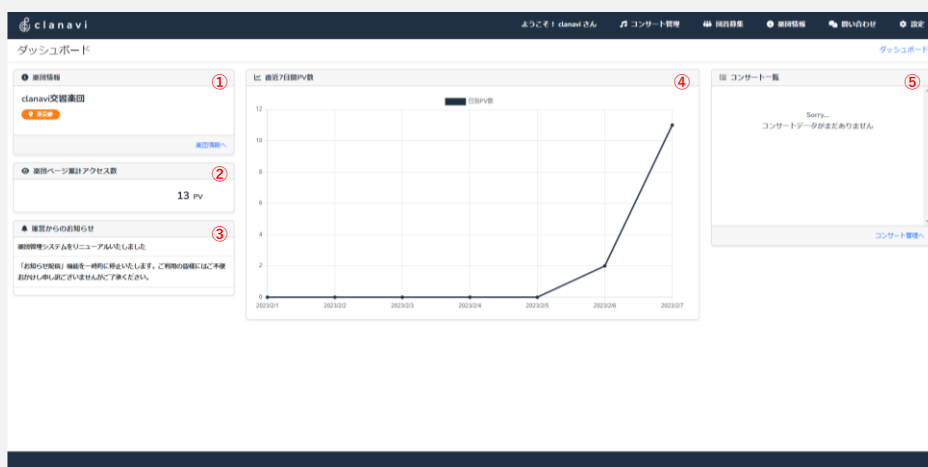 clanavi
ようこそ! clanavi さん
コンサート管理
団員募集
楽団情報
問い合わせ
設定
ダッシュボード
ダッシュボード
楽団情報
①
clanavi交響楽団
東京都
楽団情報へ
楽団ページ累計アクセス数
②
13 PV
運営からのお知らせ
③
楽団管理システムをリニューアルいたしました
「お知らせ配信」機能を一時的に停止いたします。ご利用の皆様にはご不便
おかけし申し訳ございませんがご了承ください。
直近7日間PV数
④
日別PV数
12
10
8
6
4
2
0
2023/2/1
2023/2/2
2023/2/3
2023/2/4
2023/2/5
2023/2/6
2023/2/7
コンサート一覧
⑤
Sorry...
コンサートデータがまだありません
コンサート管理へ